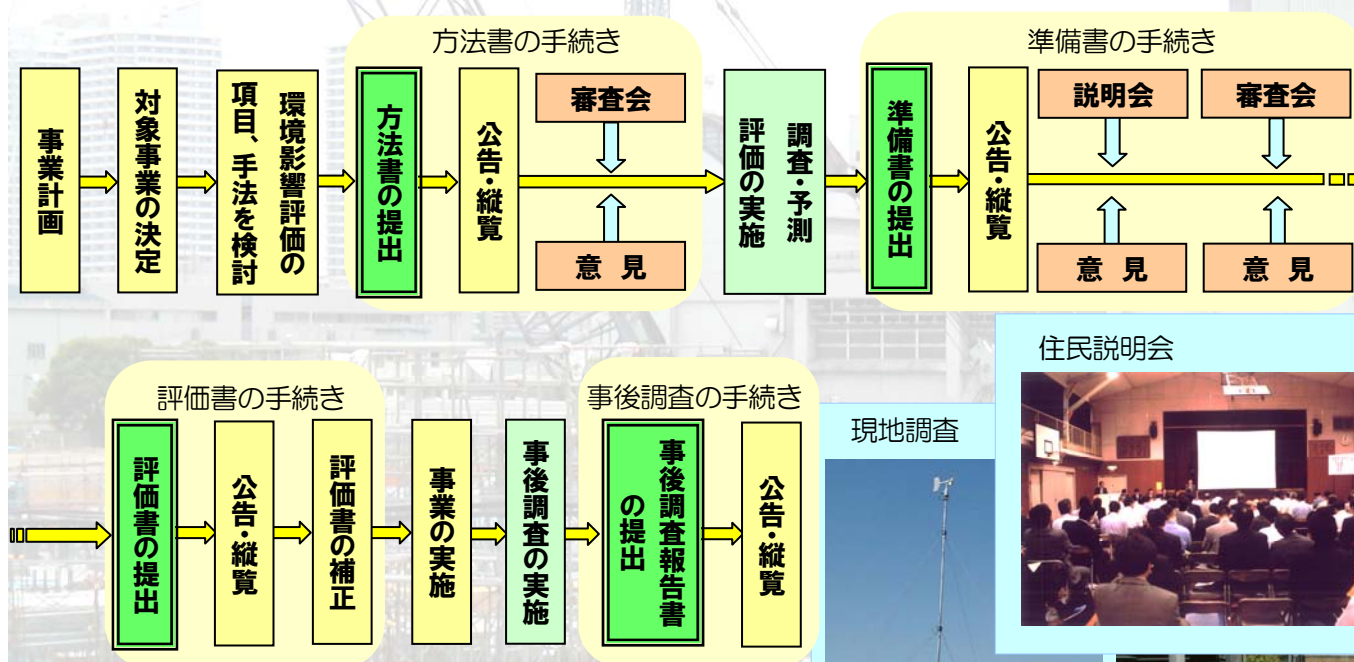 方法書の手続き
準備書の手続き
事業計画
対象事業の決定
環境影響評価の
項目、手法を検討
方法書の提出
公告・縦覧
審査会
意 見
調査・予測
評価の実施
準備書の提出
公告・縦覧
説明会
審査会
意 見
意 見
評価書の手続き
事後調査の手続き
評価書の提出
公告・縦覧
評価書の補正
事業の実施
事後調査の実施
事後調査報告書
の提出
公告・縦覧
現地調査
住民説明会